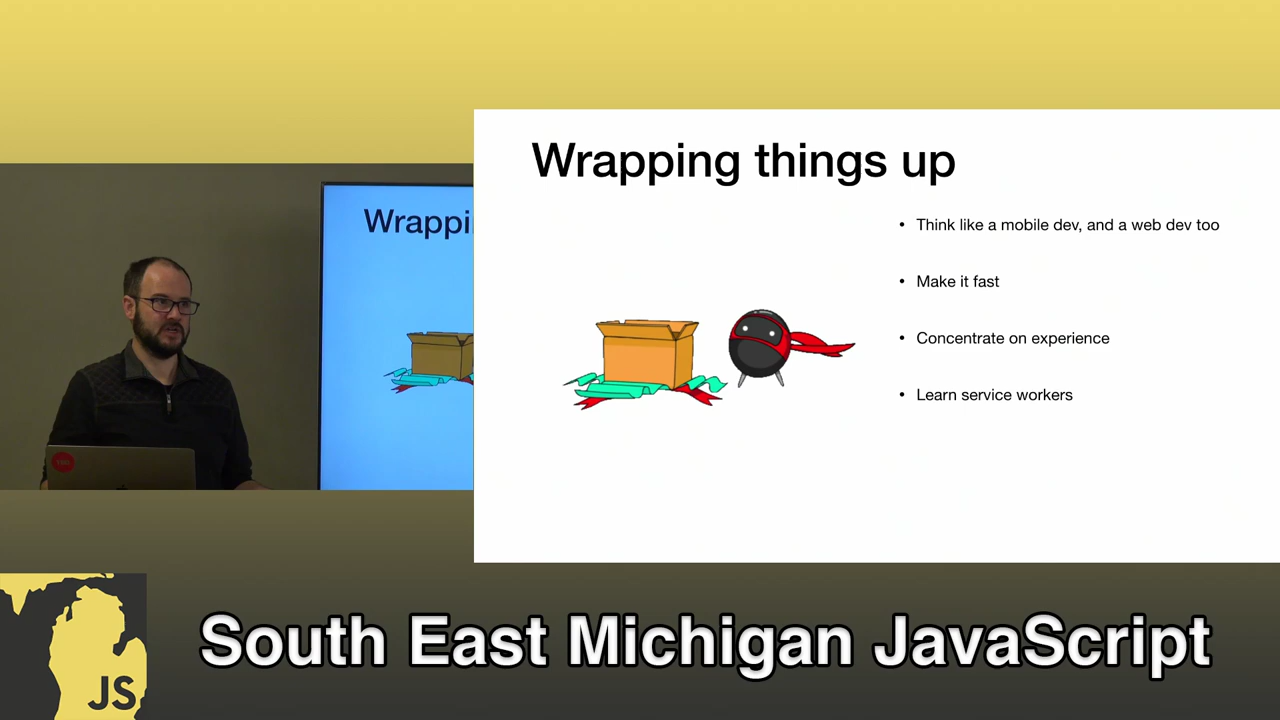 Wrapping things up
• Think like a mobile dev, and a web dev too
• Make it fast
• Concentrate on experience
• Learn service workers
Wrappi
JS
South East Michigan JavaScript